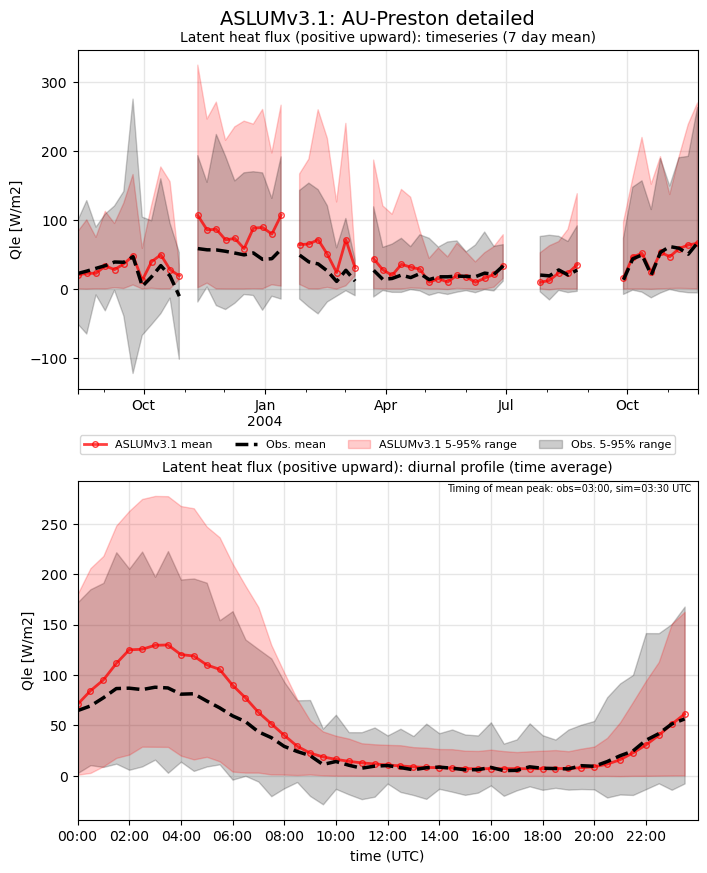 ASLUMv3.1: AU-Preston detailed
Latent heat flux (positive upward): timeseries (7 day mean)
Qle [W/m2]
300
200
100
0
−100
Oct
Jan
2004
Apr
Jul
Oct
ASLUMv3.1 mean
Obs. mean
ASLUMv3.1 5-95% range
Obs. 5-95% range
Latent heat flux (positive upward): diurnal profile (time average)
Timing of mean peak: obs=03:00, sim=03:30 UTC
Qle [W/m2]
250
200
150
100
50
0
00:00
02:00
04:00
06:00
08:00
10:00
12:00
14:00
16:00
18:00
20:00
22:00
time (UTC)